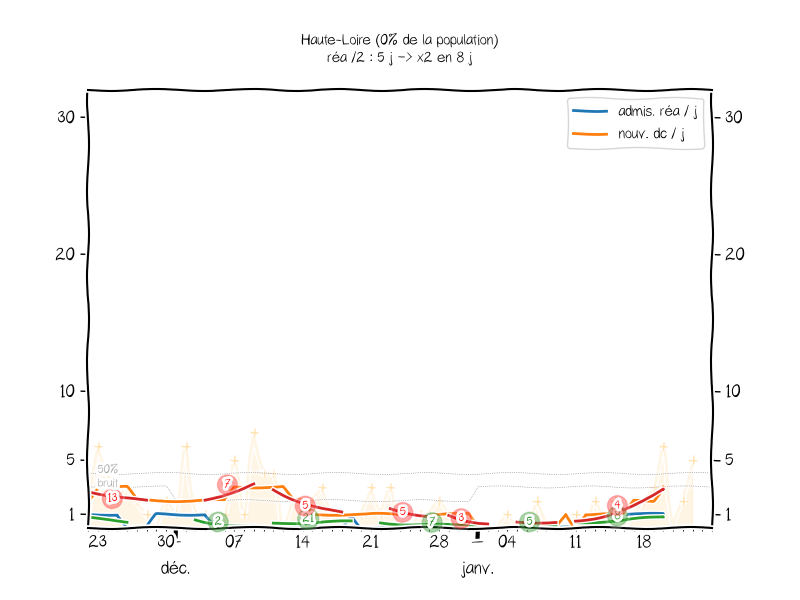 Haute-Loire (0% de la population)
réa /2 : 5 j -> x2 en 8 j
admis. réa / j
nouv. dc / j
30 30
20 20
10 10
5 5
1 1
50%
bruit
13 7 2 5 21 5 7 3 5 4 8
23 30 07 14 21 28 04 11 18
déc. janv.